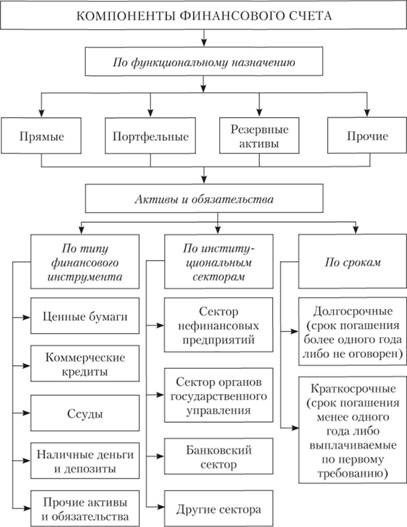 КОМПОНЕНТЫ ФИНАНСОВОГО СЧЕТА
По функциональному назначению
Прямые
Портфельные
Резервные
активы
Прочие
Активы и обязательства
По типу
финансового
инструмента
Ценные бумаги
Коммерческие
кредиты
Ссуды
Наличные деньги
и депозиты
Прочие активы
и обязательства
По институ-
циональным
секторам
Сектор
нефинансовых
предприятий
Сектор органов
государственного
управления
Банковский
сектор
Другие сектора
По срокам
Долгосрочные
(срок погашения
более одного года
либо не оговорен)
Краткосрочные
(срок погашения
менее одного
года либо
выплачиваемые
по первому
требованию)